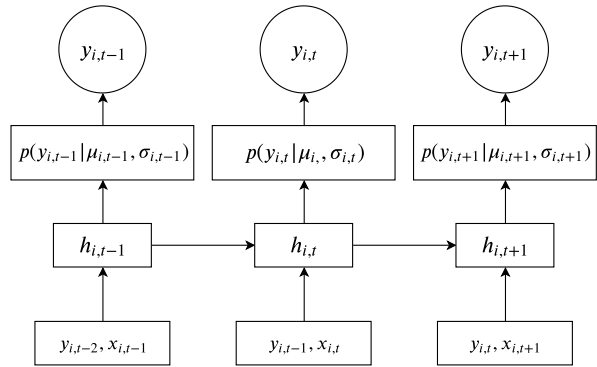 y_{i,t−1} y_{i,t} y_{i,t+1}
p(y_{i,t−1}|μ_{i,t−1}, σ_{i,t−1}) p(y_{i,t}|μ_{i,}, σ_{i,t}) p(y_{i,t+1}|μ_{i,t+1}, σ_{i,t+1})
h_{i,t−1} h_{i,t} h_{i,t+1}
y_{i,t−2}, x_{i,t−1} y_{i,t−1}, x_{i,t} y_{i,t}, x_{i,t+1}